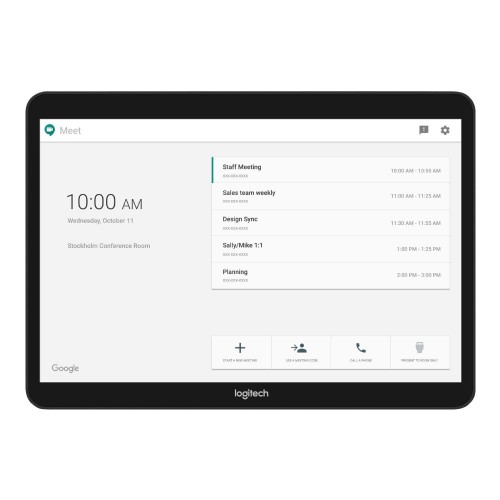 Meet
Staff Meeting
XXX-XXX-XXXX
10:00 AM - 10:50 AM
10:00 AM
Wednesday, October 11
Stockholm Conference Room
Sales team weekly
XXX-XXX-XXXX
11:00 AM - 11:25 AM
Design Sync
XXX-XXX-XXXX
11:30 AM - 11:55 AM
Sally/Mike 1:1
XXX-XXX-XXXX
1:00 PM - 1:25 PM
Planning
XXX-XXX-XXXX
2:00 PM - 3:00 PM
START A NEW MEETING
USE A MEETING CODE
CALL A PHONE
PRESENT TO ROOM ONLY
Google
logitech